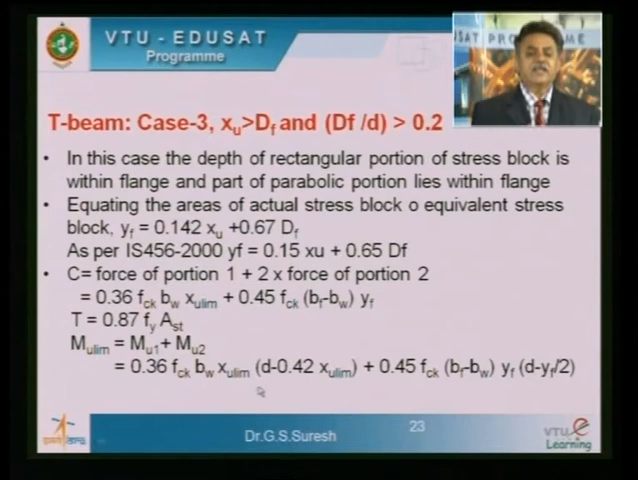 VTU - EDUSAT
Programme
SAT PROGRAMME
T-beam: Case-3, xu>Df and (Df /d) > 0.2
• In this case the depth of rectangular portion of stress block is
within flange and part of parabolic portion lies within flange
• Equating the areas of actual stress block o equivalent stress
block, yf = 0.142 xu +0.67 Df
As per IS456-2000 yf = 0.15 xu + 0.65 Df
• C= force of portion 1 + 2 x force of portion 2
= 0.36 fck bw xulim + 0.45 fck (bf-bw) yf
T = 0.87 fy Ast
Mulim = Mu1+ Mu2
= 0.36 fck bw xulim (d-0.42 xulim) + 0.45 fck (bf-bw) yf (d-yf/2)
Dr.G.S.Suresh
23
VTU e
Learning